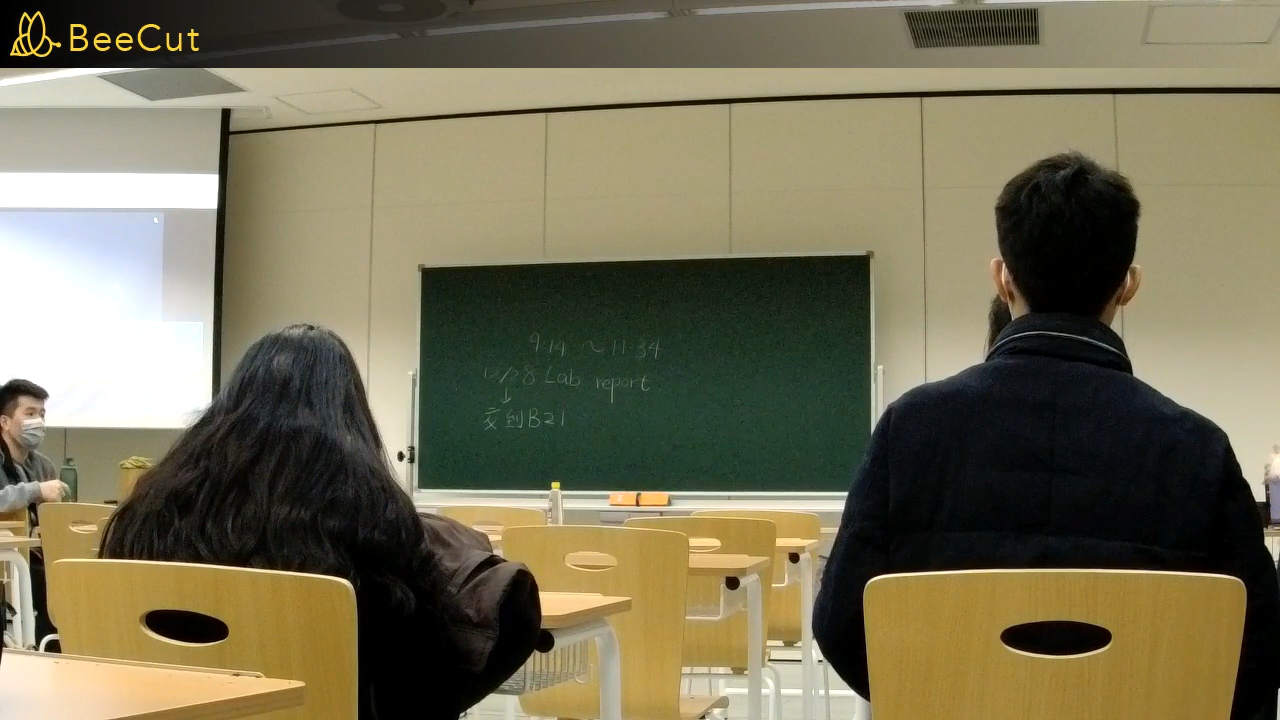 BeeCut
9:14 ~ 11:34
12/28 Lab report
↓
交到B21